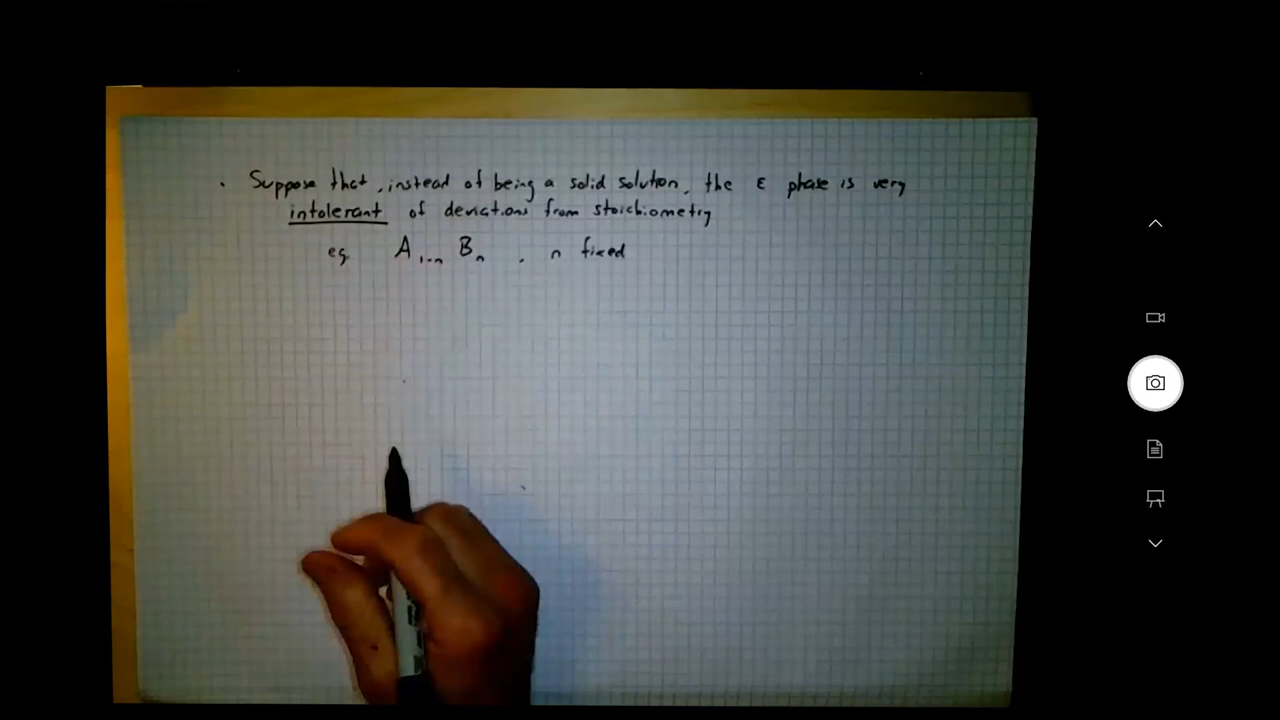 . Suppose that, instead of being a solid solution, the ε phase is very
intolerant of deviations from stoichiometry
eg. A₁₋ₙ Bₙ , n fixed